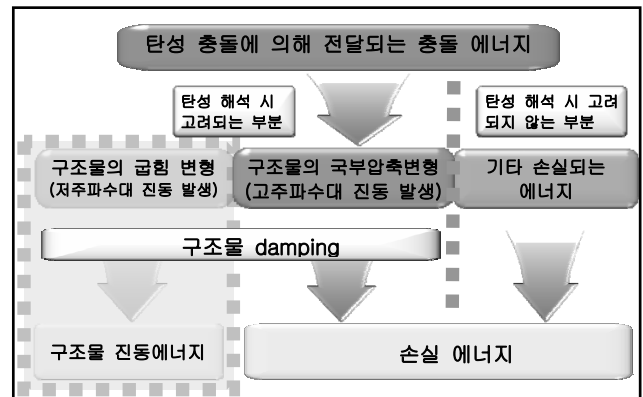 탄성 충돌에 의해 전달되는 충돌 에너지
탄성 해석 시
고려되는 부분
탄성 해석 시 고려
되지 않는 부분
구조물의 굽힘 변형
(저주파수대 진동 발생)
구조물의 국부압축변형
(고주파수대 진동 발생)
기타 손실되는
에너지
구조물 damping
구조물 진동에너지
손실 에너지